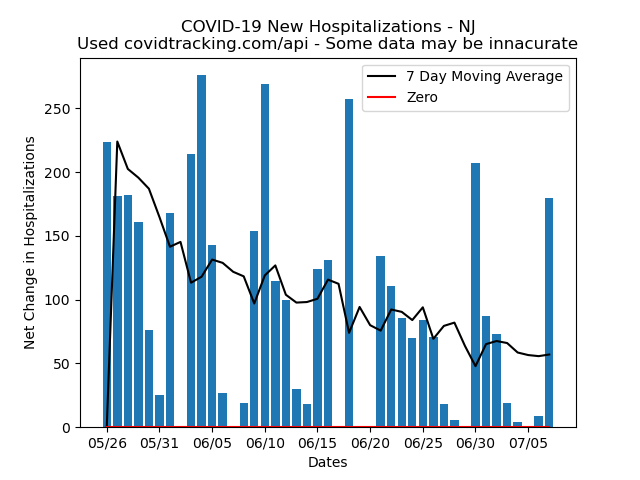 COVID-19 New Hospitalizations - NJ
Used covidtracking.com/api - Some data may be innacurate
7 Day Moving Average
Zero
Net Change in Hospitalizations
250
200
150
100
50
0
05/26 05/31 06/05 06/10 06/15 06/20 06/25 06/30 07/05
Dates